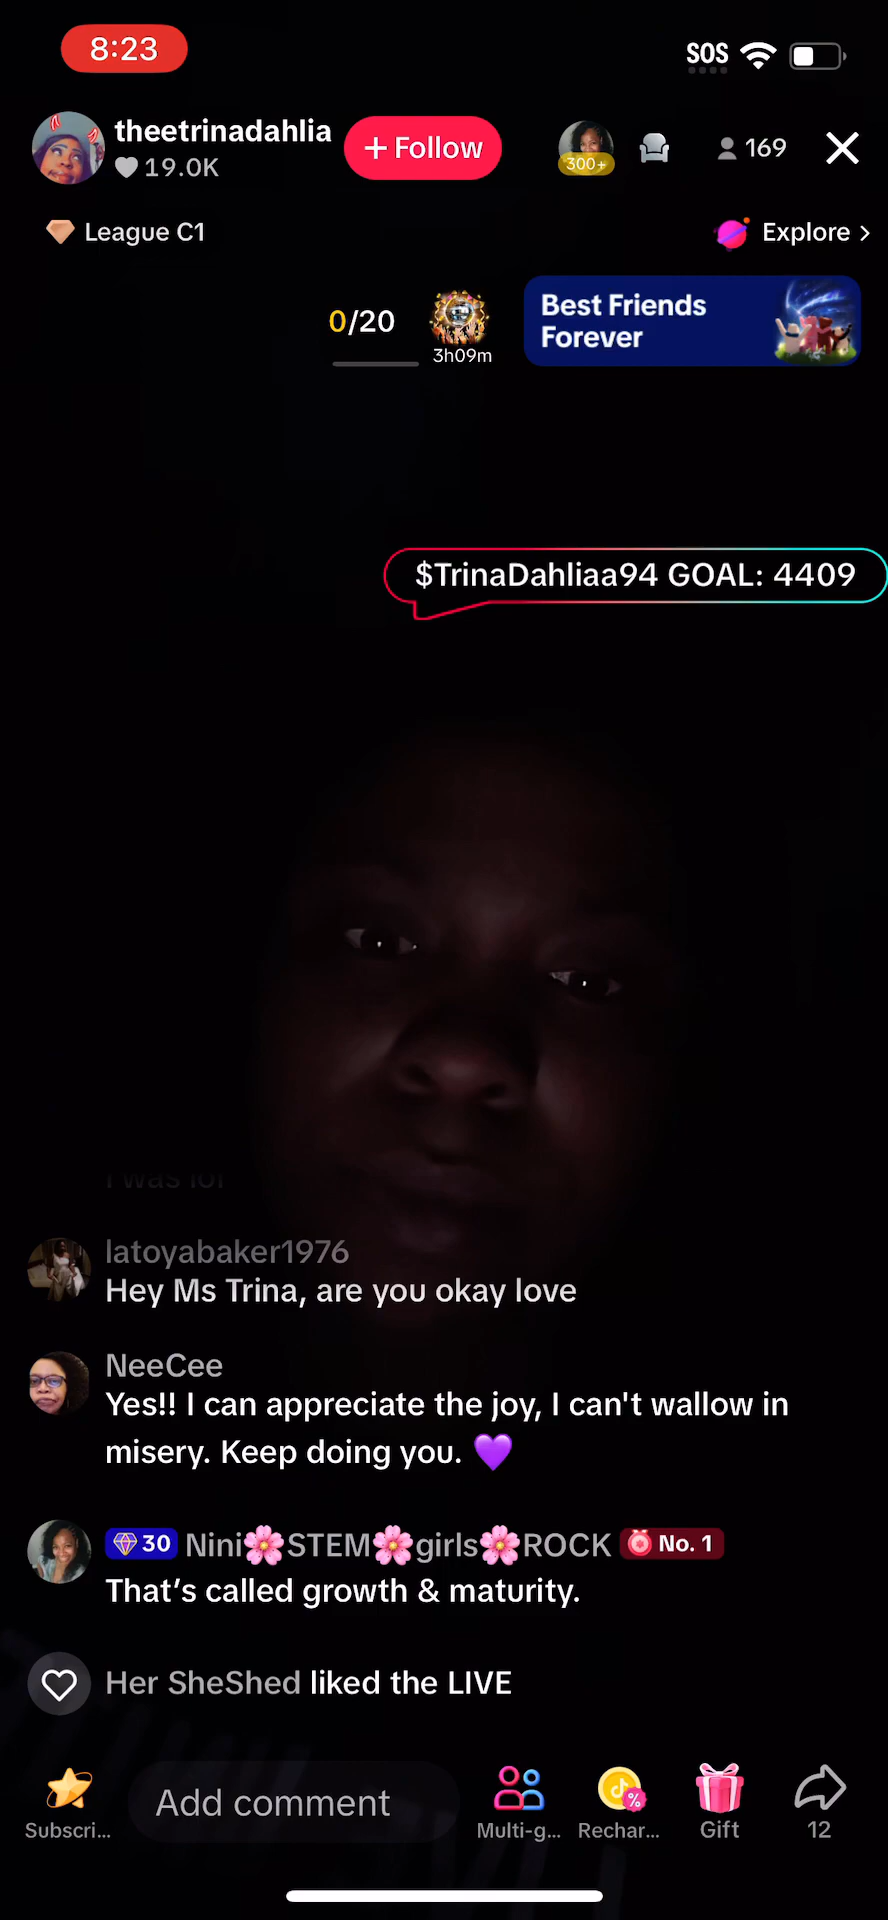 8:23
SOS
theetrinadahlia
19.0K
+ Follow
300+
169
League C1
Explore >
0/20
3h09m
Best Friends
Forever
$TrinaDahliaa94 GOAL: 4409
I was
latoyabaker1976
Hey Ms Trina, are you okay love
NeeCee
Yes!! I can appreciate the joy, I can't wallow in
misery. Keep doing you. 💜
30 Nini🌸STEM🌸girls🌸ROCK No. 1
That's called growth & maturity.
Her SheShed liked the LIVE
Add comment
Subscri...
Multi-g...
Rechar...
Gift
12